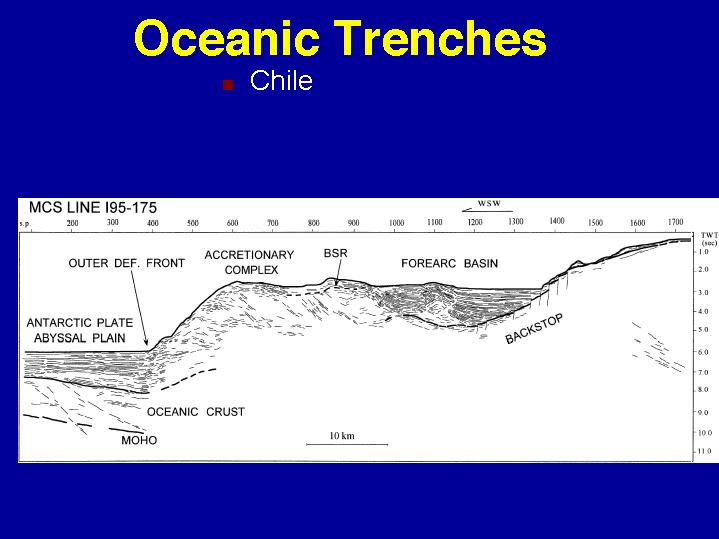 Oceanic Trenches
Chile
MCS LINE I95-175
WSW
s.p. 200 300 400 500 600 700 800 900 1000 1100 1200 1300 1400 1500 1600 1700
TWT
(sec)
OUTER DEF. FRONT
ACCRETIONARY
COMPLEX
BSR
FOREARC BASIN
ANTARCTIC PLATE
ABYSSAL PLAIN
BACKSTOP
OCEANIC CRUST
MOHO
10 km
1.0
2.0
3.0
4.0
5.0
6.0
7.0
8.0
9.0
10.0
11.0